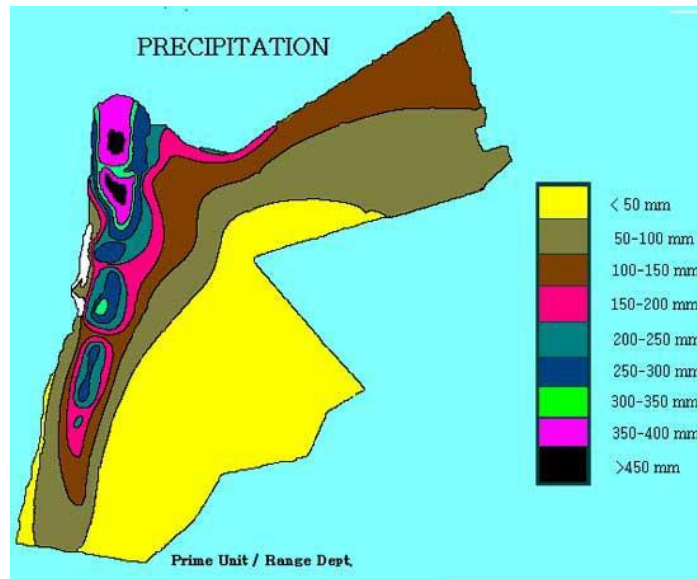 PRECIPITATION
< 50 mm
50-100 mm
100-150 mm
150-200 mm
200-250 mm
250-300 mm
300-350 mm
350-400 mm
>450 mm
Prime Unit / Range Dept.